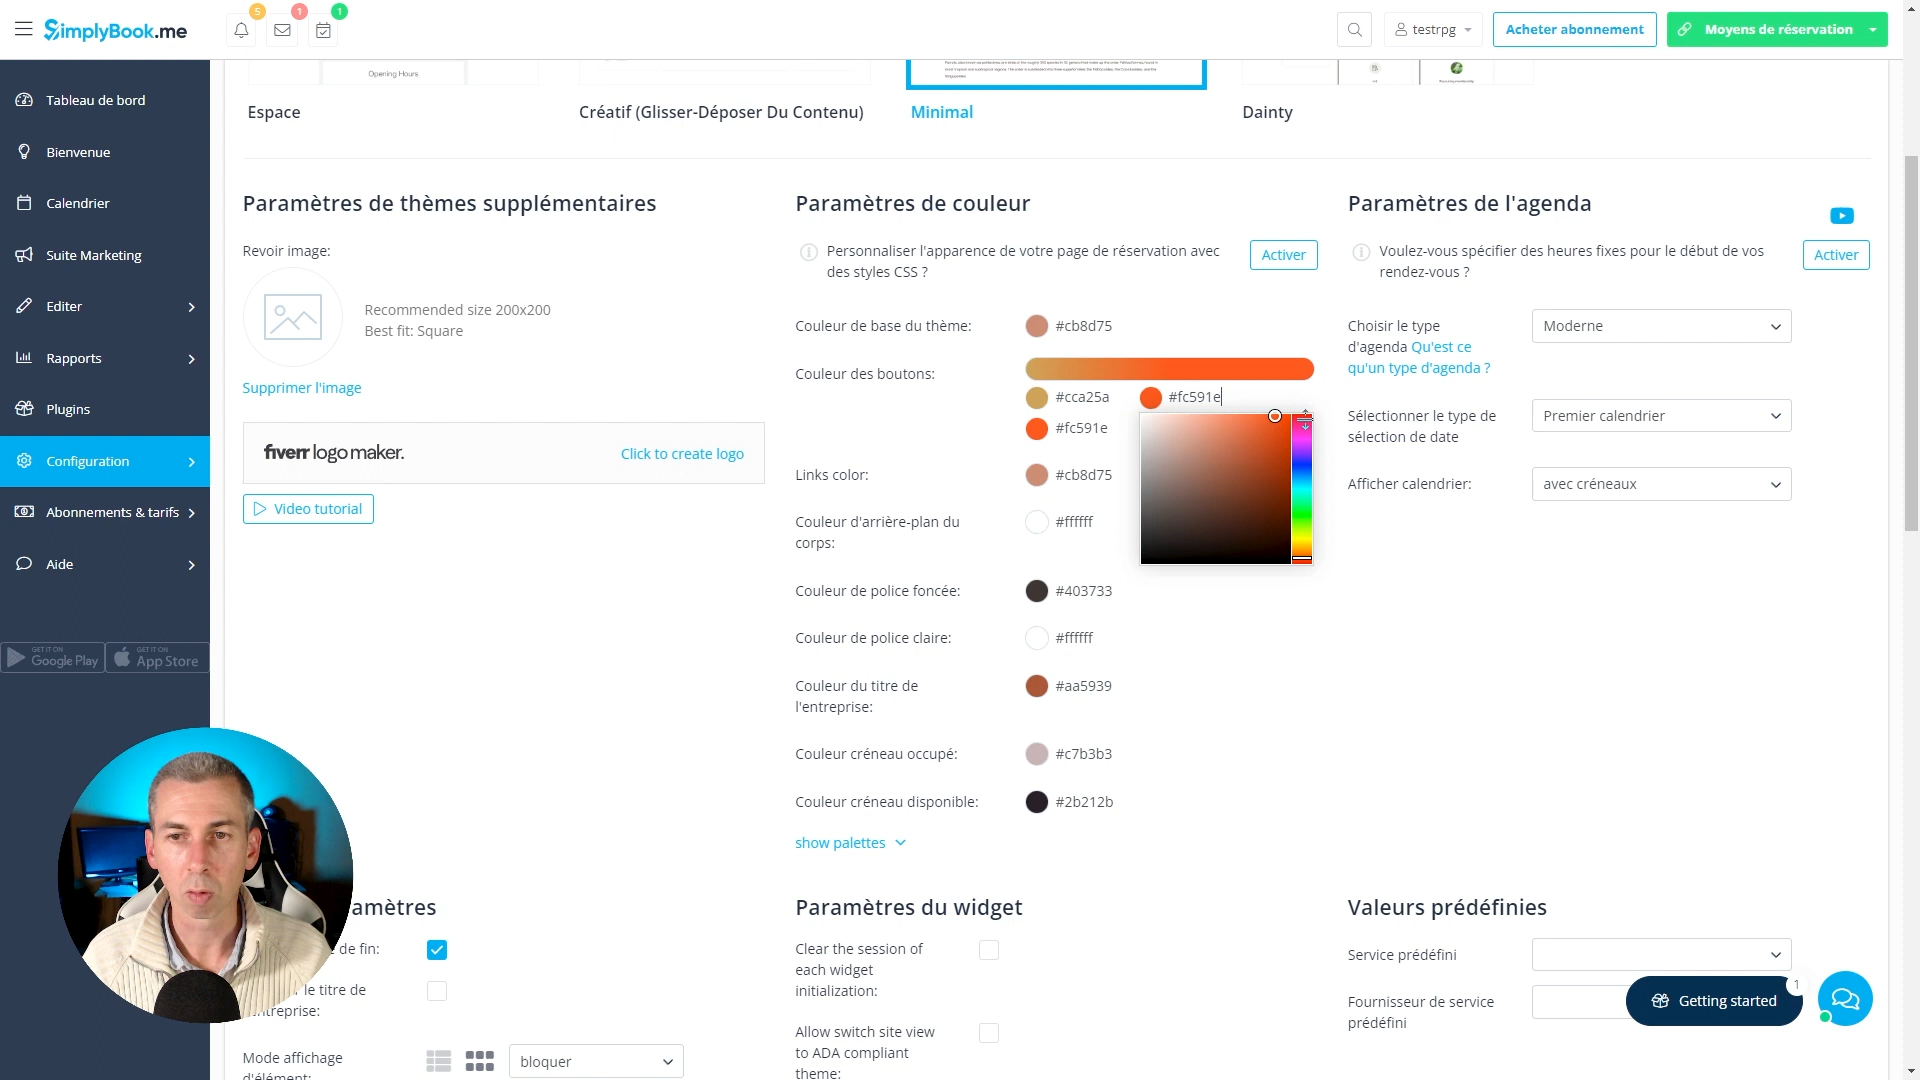 SimplyBook.me
5
1
1
testrpg
Acheter abonnement
Moyens de réservation
Tableau de bord
Bienvenue
Calendrier
Suite Marketing
Editer
Rapports
Plugins
Configuration
Abonnements & tarifs
Aide
GET IT ON
Google Play
GET IT ON
App Store
Opening Hours
Espace
Créatif (Glisser-Déposer Du Contenu)
Minimal
Dainty
Paramètres de thèmes supplémentaires
Revoir image:
Recommended size 200x200
Best fit: Square
Supprimer l'image
fiverr logo maker.
Click to create logo
Video tutorial
Paramètres de couleur
Personnaliser l'apparence de votre page de réservation avec
des styles CSS ?
Activer
Couleur de base du thème:
#cb8d75
Couleur des boutons:
#cca25a
#fc591e
#fc591e
Links color:
#cb8d75
Couleur d'arrière-plan du
corps:
#ffffff
Couleur de police foncée:
#403733
Couleur de police claire:
#ffffff
Couleur du titre de
l'entreprise:
#aa5939
Couleur créneau occupé:
#c7b3b3
Couleur créneau disponible:
#2b212b
show palettes
Paramètres de l'agenda
Voulez-vous spécifier des heures fixes pour le début de vos
rendez-vous ?
Activer
Choisir le type
d'agenda Qu'est ce
qu'un type d'agenda ?
Moderne
Sélectionner le type de
sélection de date
Premier calendrier
Afficher calendrier:
avec créneaux
amètres
de fin:
le titre de
ntreprise:
Mode affichage
d'élément:
bloquer
Paramètres du widget
Clear the session of
each widget
initialization:
Allow switch site view
to ADA compliant
theme:
Valeurs prédéfinies
Service prédéfini
Fournisseur de service
prédéfini
Getting started
1